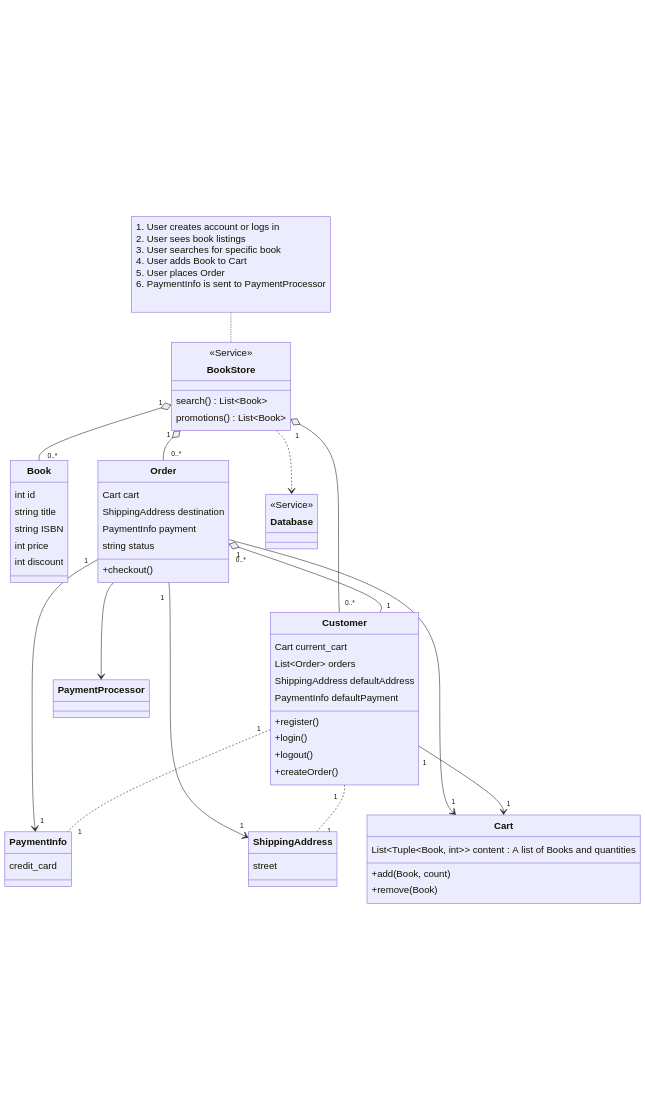 1. User creates account or logs in
2. User sees book listings
3. User searches for specific book
4. User adds Book to Cart
5. User places Order
6. PaymentInfo is sent to PaymentProcessor
«Service»
BookStore
search() : List<Book>
promotions() : List<Book>
1
1
1
0..*
0..*
Book
int id
string title
string ISBN
int price
int discount
Order
Cart cart
ShippingAddress destination
PaymentInfo payment
string status
+checkout()
«Service»
Database
1
0..*
1
1
0..*
1
Customer
Cart current_cart
List<Order> orders
ShippingAddress defaultAddress
PaymentInfo defaultPayment
+register()
+login()
+logout()
+createOrder()
PaymentProcessor
1
1
1
1
1
1
1
1
1
1
PaymentInfo
credit_card
ShippingAddress
street
Cart
List<Tuple<Book, int>> content : A list of Books and quantities
+add(Book, count)
+remove(Book)